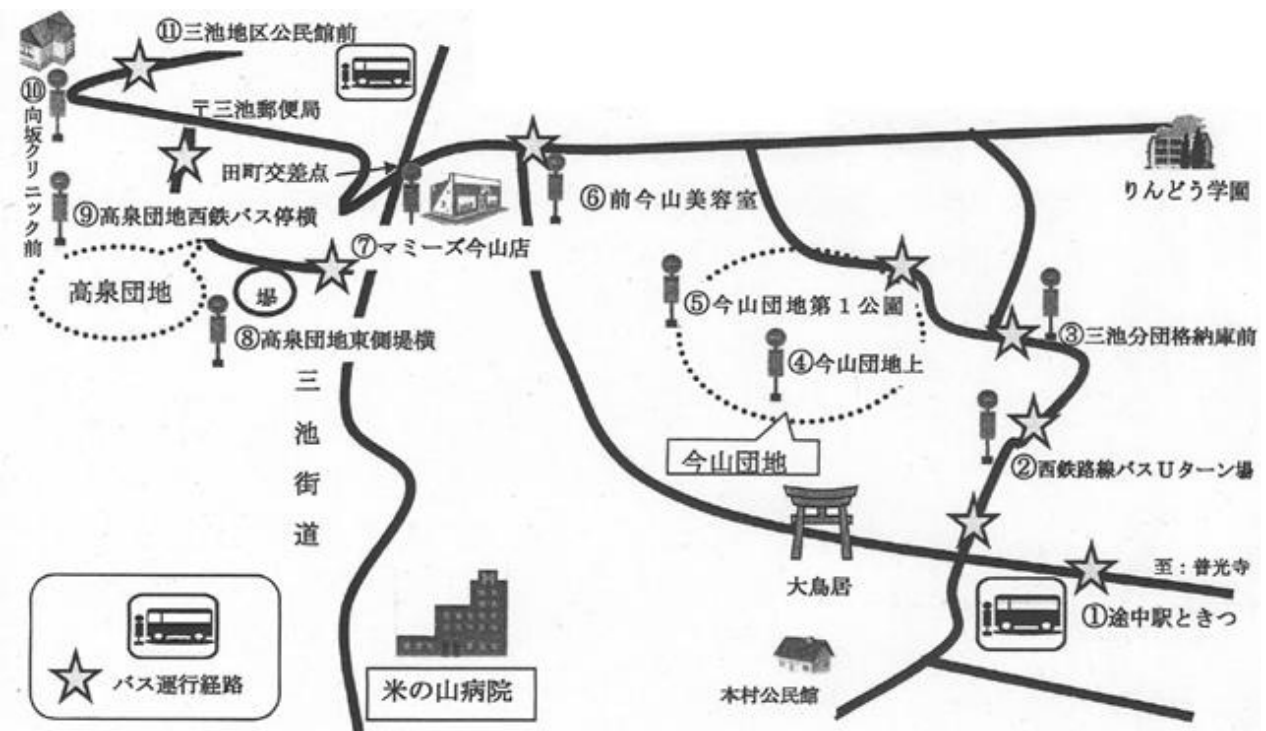 ⑪三池地区公民館前
⑩向坂クリニック前
〒三池郵便局
田町交差点
⑨高泉団地西鉄バス停横
高泉団地
堤
⑧高泉団地東側堤横
⑦マミーズ今山店
⑥前今山美容室
りんどう学園
⑤今山団地第1公園
④今山団地上
③三池分団格納庫前
今山団地
②西鉄路線バスUターン場
三池街道
大鳥居
至:普光寺
①途中駅ときつ
本村公民館
米の山病院
バス運行経路